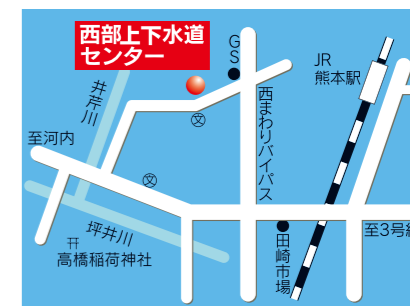 西部上下水道
センター
GS
JR
熊本駅
井芹川
文
西まわりバイパス
至河内
文
坪井川
高橋稲荷神社
田崎市場
至3号線